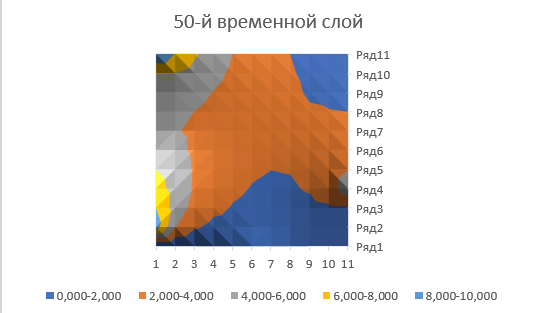 50-й временной слой
Ряд11
Ряд10
Ряд9
Ряд8
Ряд7
Ряд6
Ряд5
Ряд4
Ряд3
Ряд2
Ряд1
1 2 3 4 5 6 7 8 9 10 11
0,000-2,000 2,000-4,000 4,000-6,000 6,000-8,000 8,000-10,000